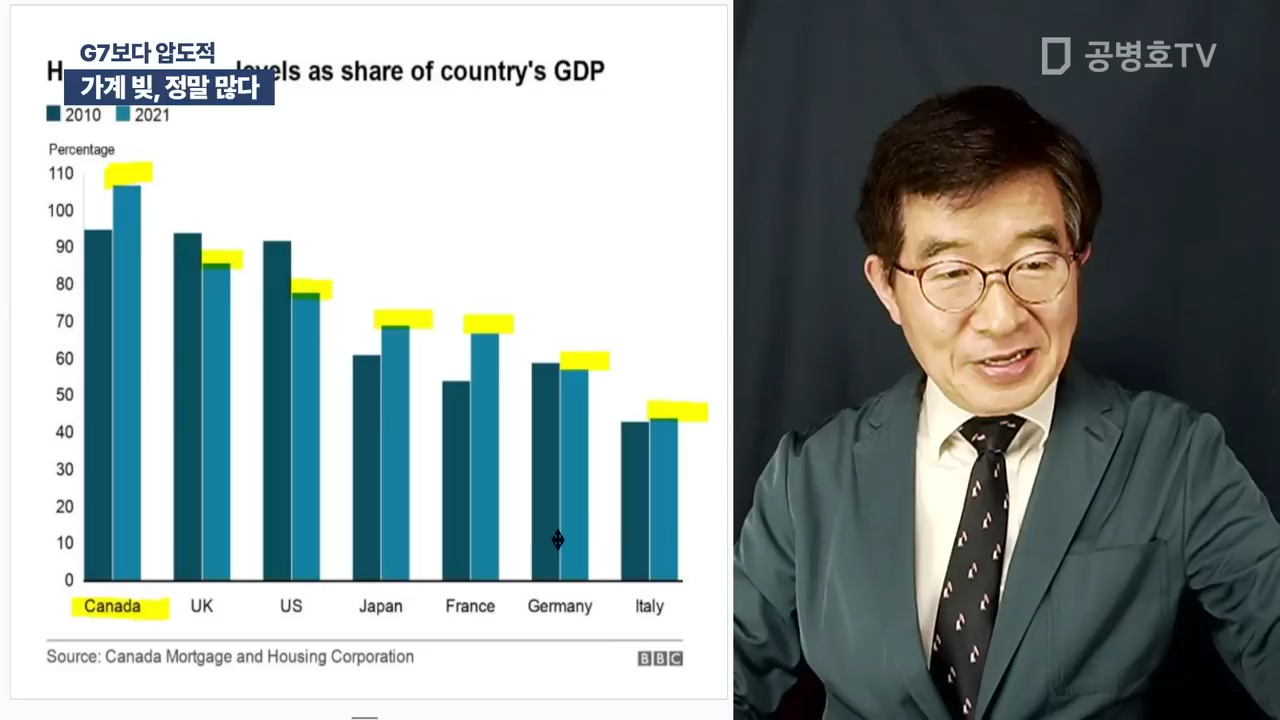 G7보다 압도적
가계 빚, 정말 많다
levels as share of country's GDP
2010 2021
Percentage
110
100
90
80
70
60
50
40
30
20
10
0
Canada UK US Japan France Germany Italy
Source: Canada Mortgage and Housing Corporation
BBC
공병호TV